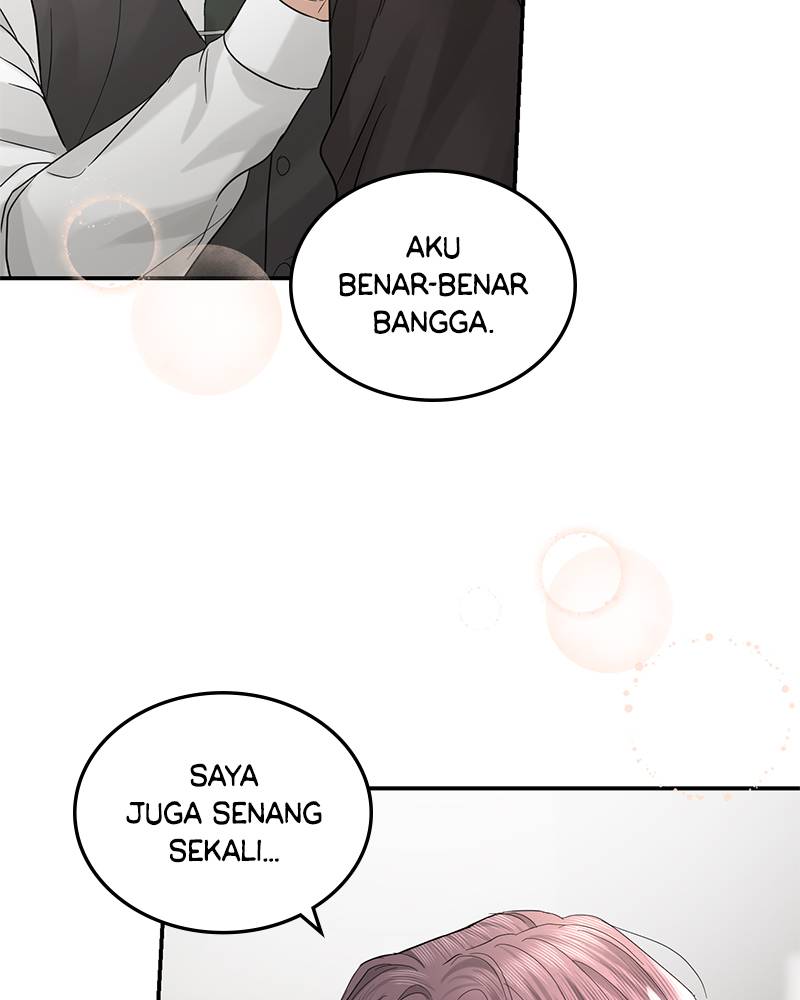 AKU
BENAR-BENAR
BANGGA.
SAYA
JUGA SENANG
SEKALI...